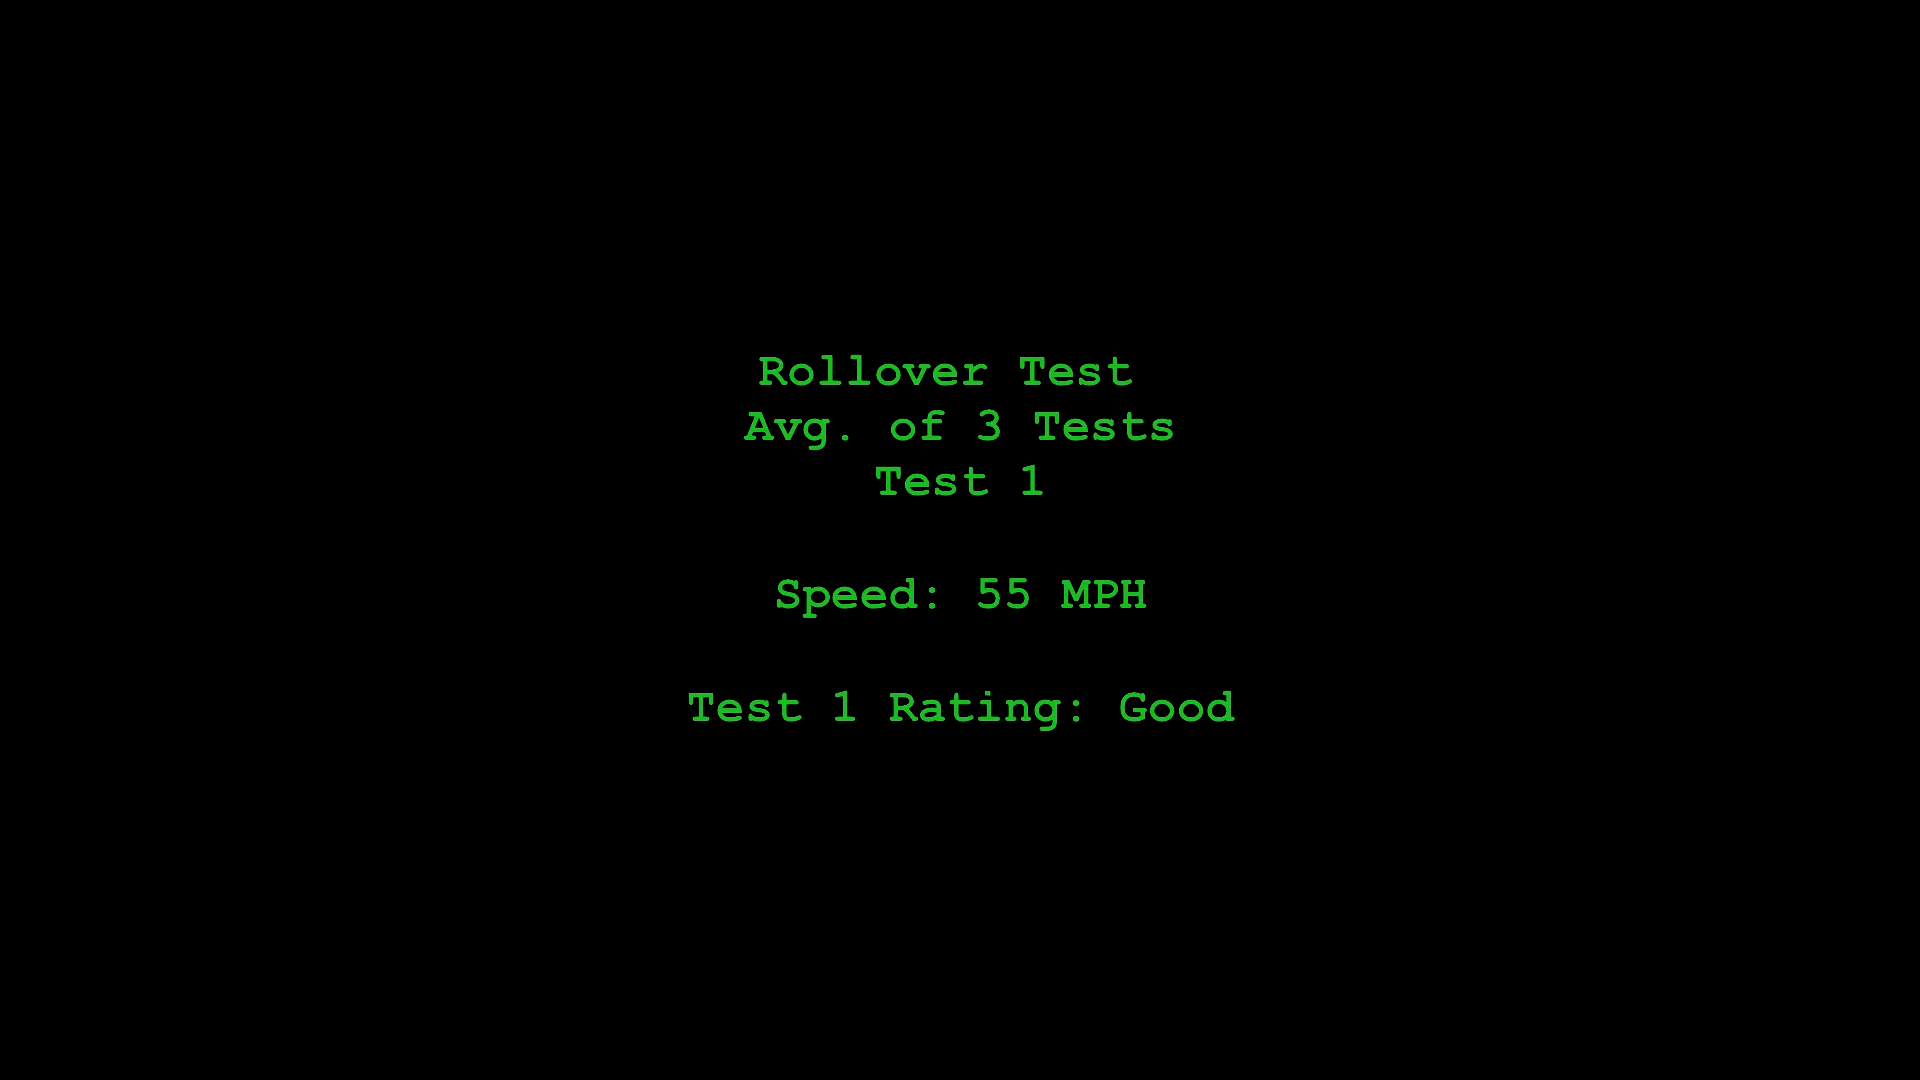 Rollover Test
Avg. of 3 Tests
Test 1
Speed: 55 MPH
Test 1 Rating: Good